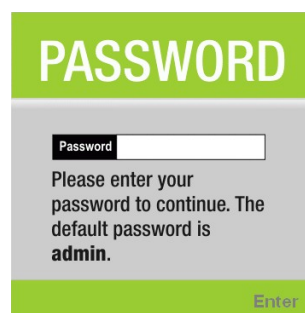 PASSWORD
Password
Please enter your
password to continue. The
default password is
admin.
Enter